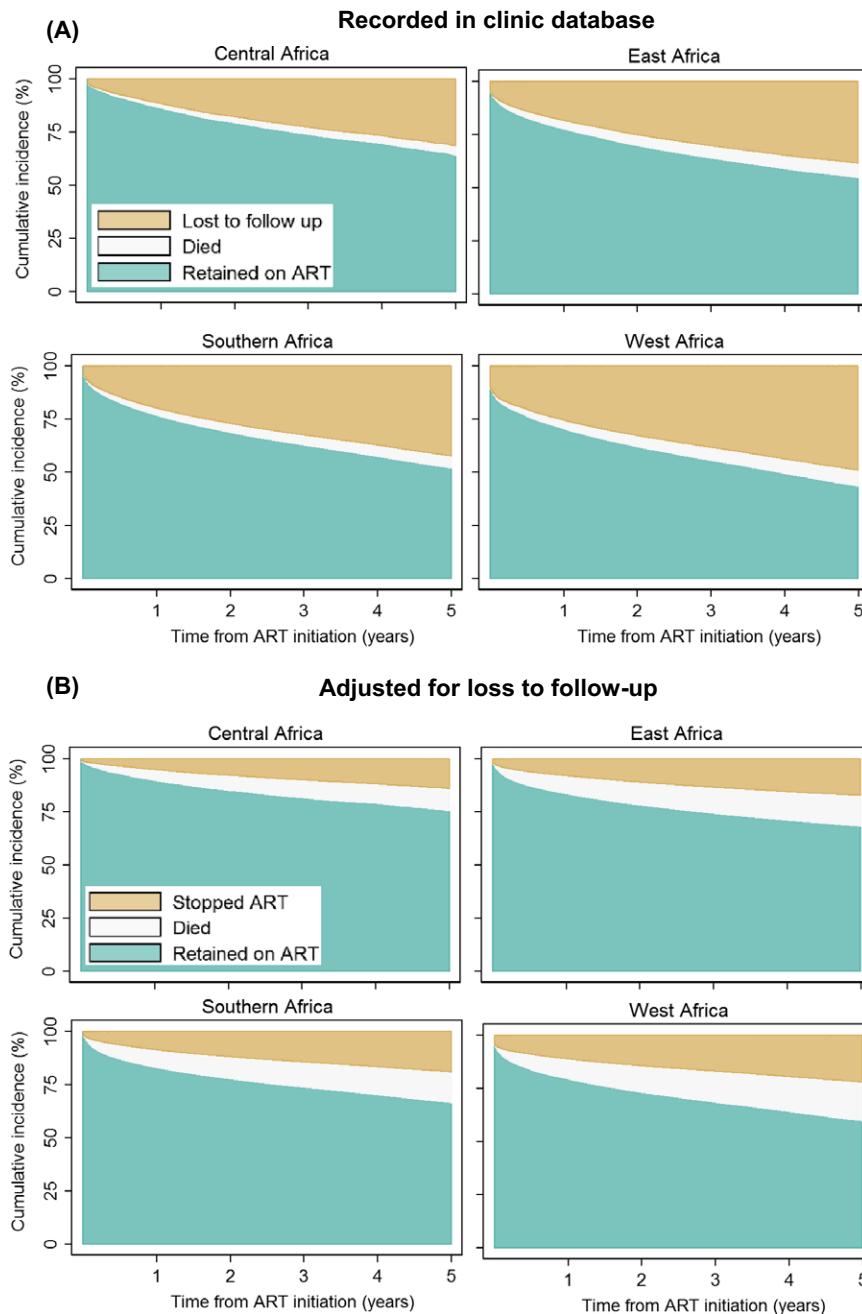 (A)
Recorded in clinic database
Central Africa
East Africa
Cumulative incidence (%)
100
75
50
25
0
Lost to follow up
Died
Retained on ART
Southern Africa
West Africa
Cumulative incidence (%)
100
75
50
25
0
1 2 3 4 5
1 2 3 4 5
Time from ART initiation (years)
Time from ART initiation (years)
(B)
Adjusted for loss to follow-up
Central Africa
East Africa
Cumulative incidence (%)
100
75
50
25
0
Stopped ART
Died
Retained on ART
Southern Africa
West Africa
Cumulative incidence (%)
100
75
50
25
0
1 2 3 4 5
1 2 3 4 5
Time from ART initiation (years)
Time from ART initiation (years)